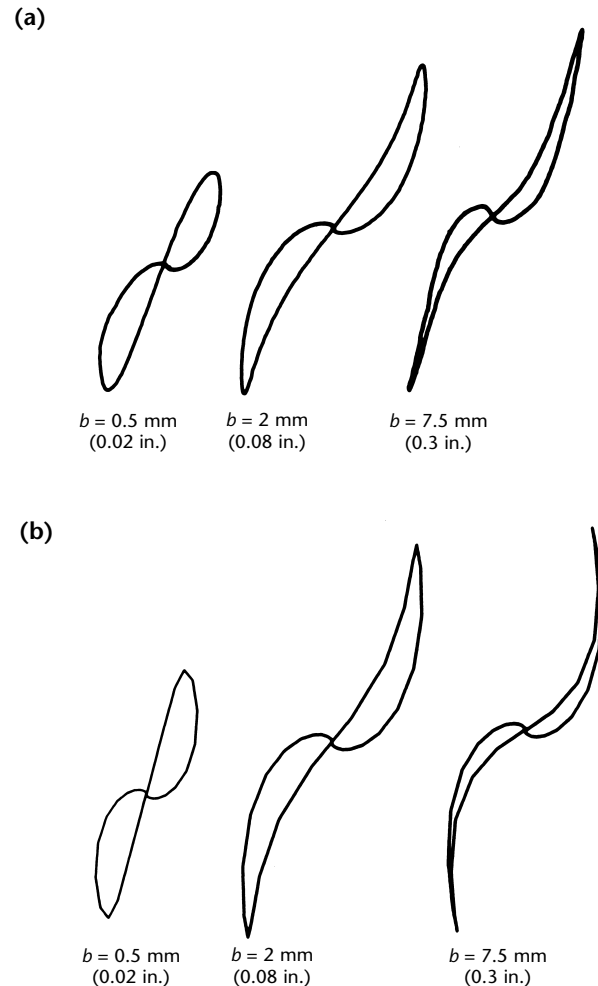 (a)
b = 0.5 mm
(0.02 in.)
b = 2 mm
(0.08 in.)
b = 7.5 mm
(0.3 in.)
(b)
b = 0.5 mm
(0.02 in.)
b = 2 mm
(0.08 in.)
b = 7.5 mm
(0.3 in.)